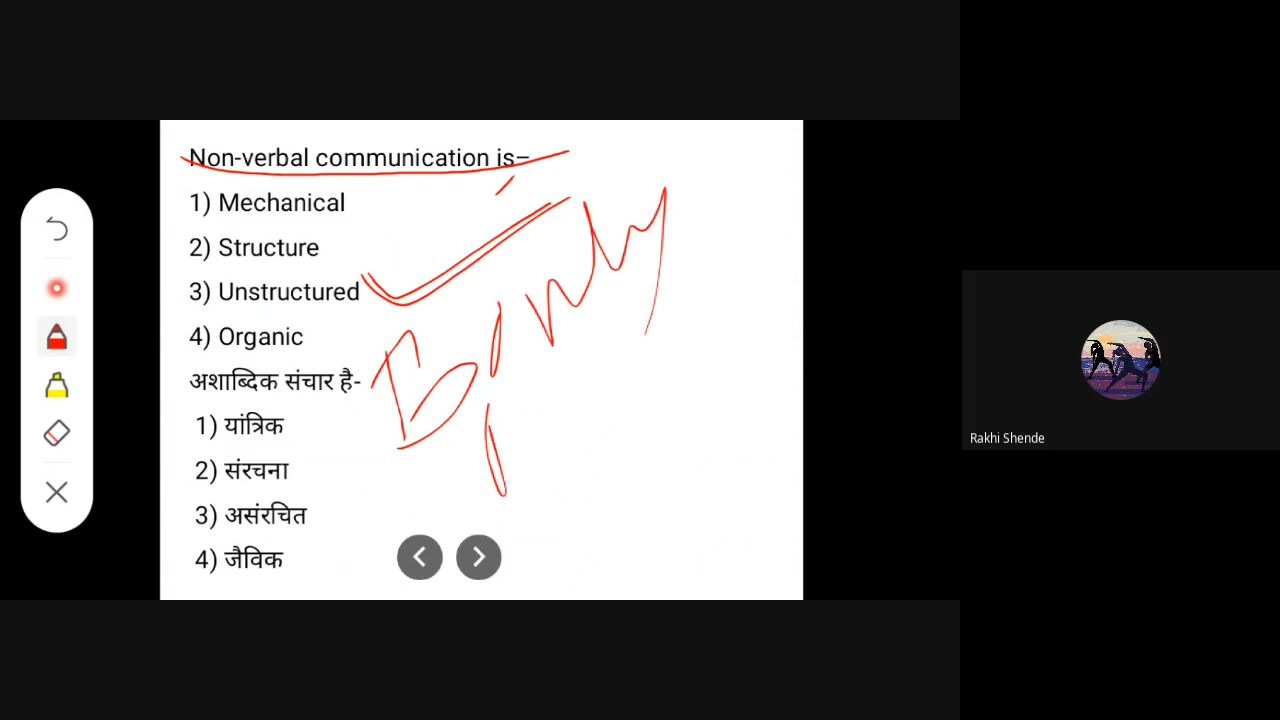 Non-verbal communication is–
1) Mechanical
2) Structure
3) Unstructured
4) Organic
अशाब्दिक संचार है-
1) यांत्रिक
2) संरचना
3) असंरचित
4) जैविक
Rakhi Shende